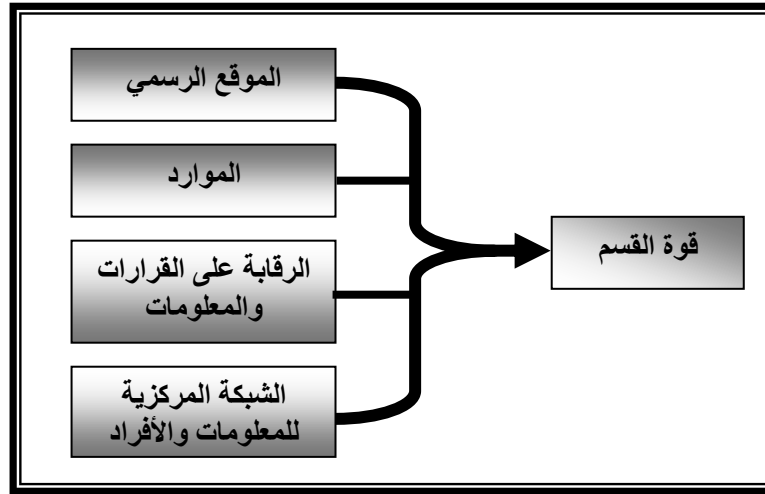 الموقع الرسمي
الموارد
الرقابة على القرارات
والمعلومات
الشبكة المركزية
للمعلومات والأفراد
قوة القسم